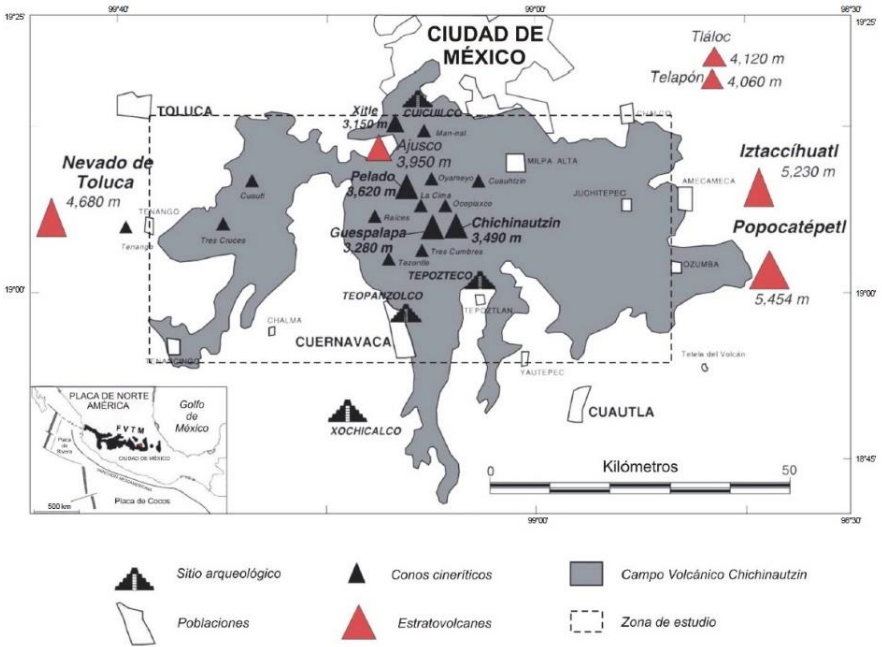 99°40'
99°00'
98°30'
19°25'
19°25'
CIUDAD DE
MÉXICO
Tláloc
4,120 m
Telapón
4,060 m
TOLUCA
Xitle
3,150 m
CUICUILCO
Man-nal
CHALCO
Ajusco
3,950 m
MILPA ALTA
Iztaccíhuatl
5,230 m
Nevado de
Toluca
4,680 m
Pelado
3,620 m
Oyameyo
Cuauhtzin
Cuautl
La Cima
Ocopiaxco
JUCHITEPEC
AMECAMECA
TENANGO
Tenango
Tres Cruces
Raíces
Guespalapa
3,280 m
Chichinautzin
3,490 m
Popocatépetl
5,454 m
Tres Cumbres
Tezontle
TEPOZTECO
OZUMBA
19°00'
19°00'
TEOPANZOLCO
TEPOZTLAN
CHALMA
CUERNAVACA
TENANCINGO
YAUTEPEC
Tetela del Volcán
XOCHICALCO
CUAUTLA
PLACA DE NORTE
AMÉRICA
Golfo
de
México
F V T M
CIUDAD DE MÉXICO
Placa
de
Rivera
Placa de Cocos
500 km
Kilómetros
0
50
18°45'
99°00'
99°00'
98°30'
Sitio arqueológico
Conos cineríticos
Campo Volcánico Chichinautzin
Poblaciones
Estratovolcanes
Zona de estudio